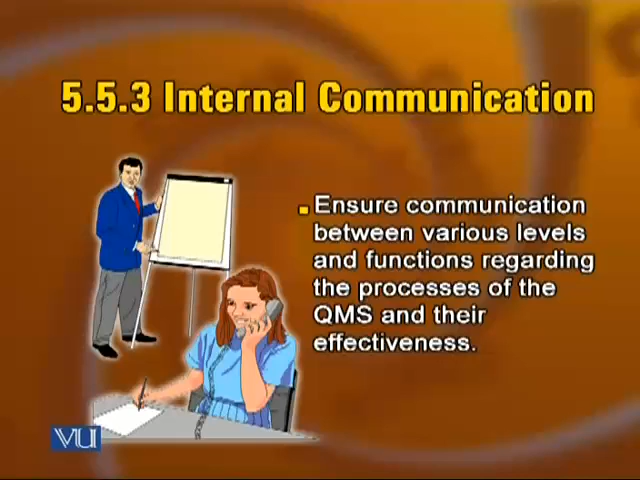 5.5.3 Internal Communication
Ensure communication
between various levels
and functions regarding
the processes of the
QMS and their
effectiveness.
VU